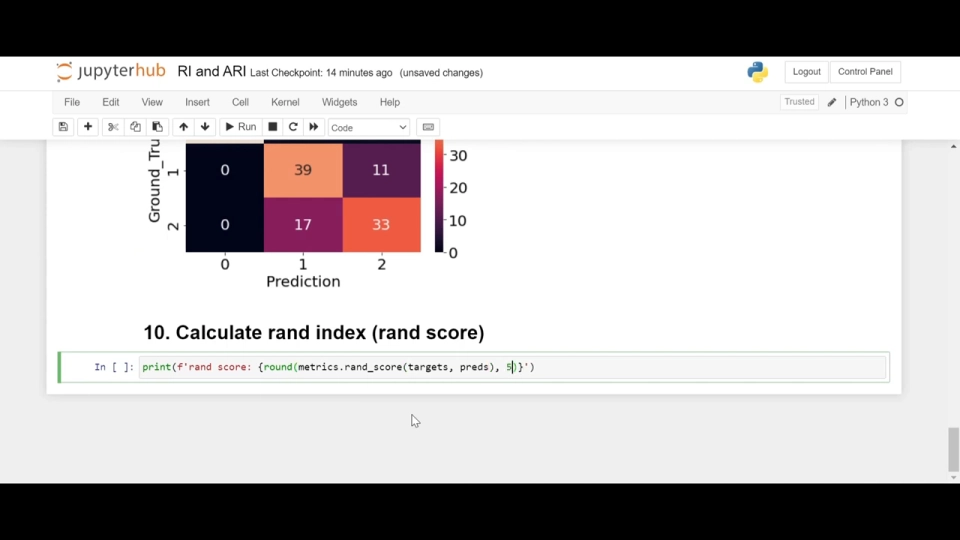 jupyterhub RI and ARI Last Checkpoint: 14 minutes ago (unsaved changes) Logout Control Panel
File Edit View Insert Cell Kernel Widgets Help Trusted Python 3
Run Code
Ground_Tru
1 0 39 11
2 0 17 33
30
20
10
0
0 1 2
Prediction
10. Calculate rand index (rand score)
In [ ]: print(f'rand score: {round(metrics.rand_score(targets, preds), 5)}')